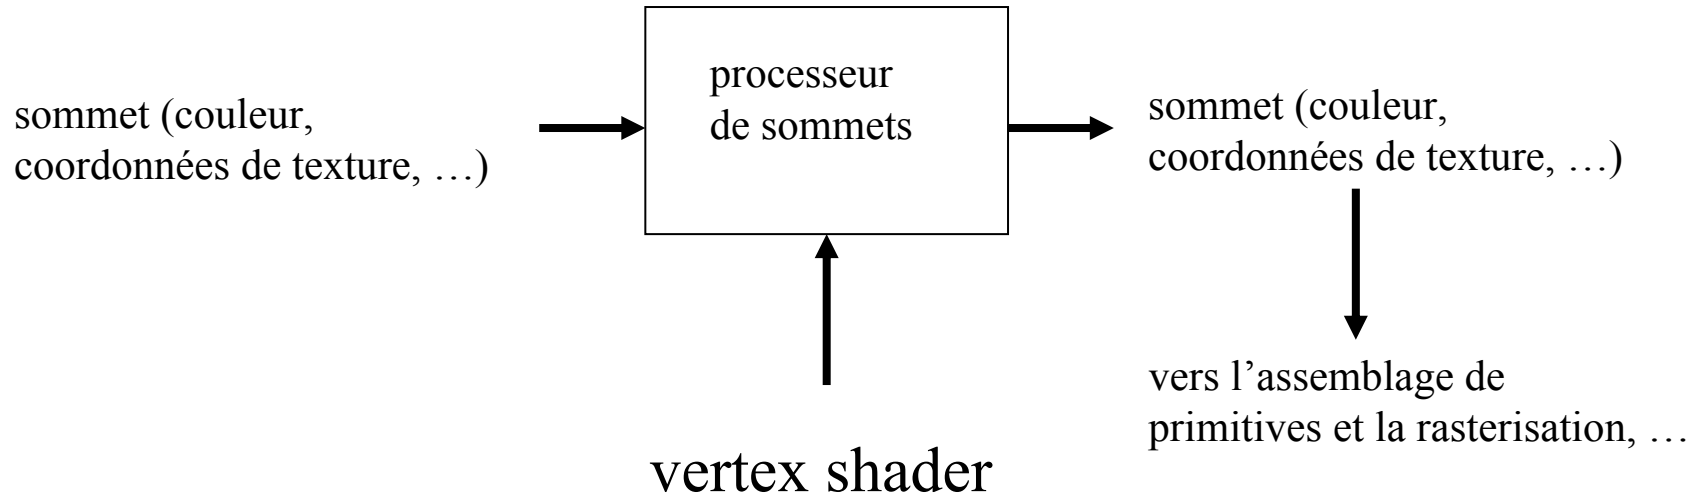 sommet (couleur,
coordonnées de texture, …)
processeur
de sommets
sommet (couleur,
coordonnées de texture, …)
vers l’assemblage de
primitives et la rasterisation, …
vertex shader